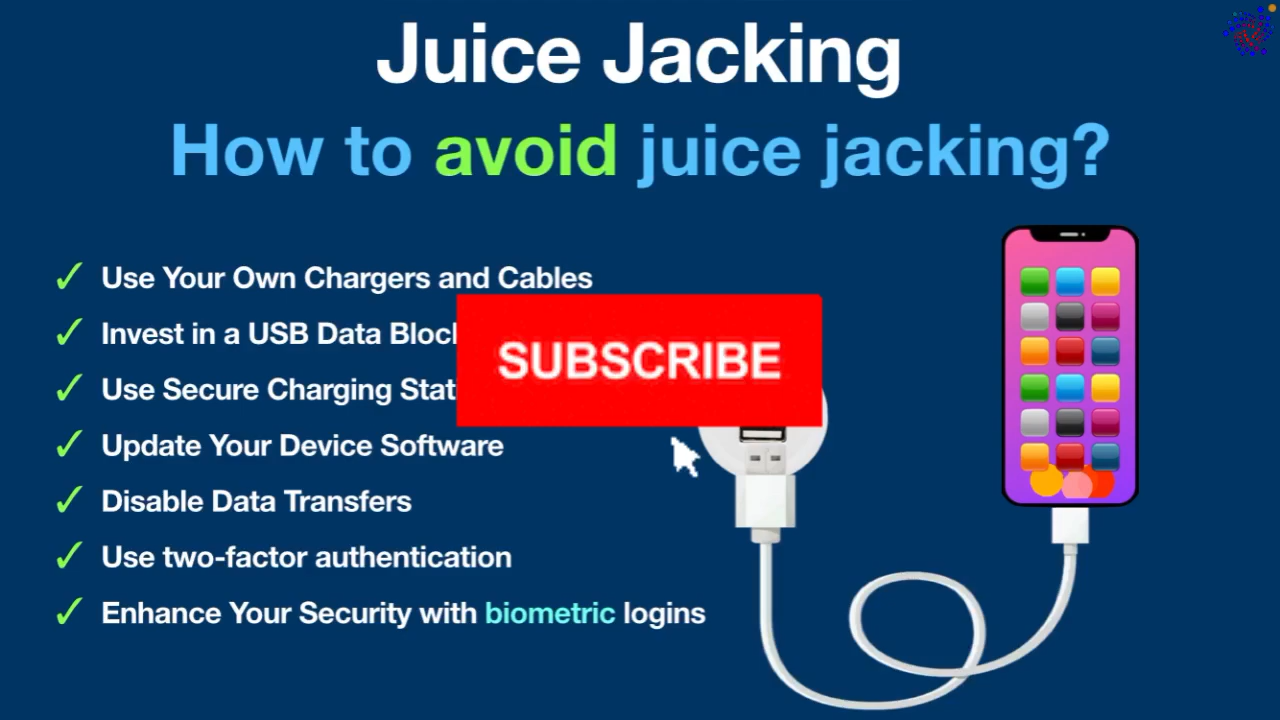 Juice Jacking
How to avoid juice jacking?
✓ Use Your Own Chargers and Cables
✓ Invest in a USB Data
✓ Use Secure Charging
SUBSCRIBE
✓ Update Your Device Software
✓ Disable Data Transfers
✓ Use two-factor authentication
✓ Enhance Your Security with biometric logins